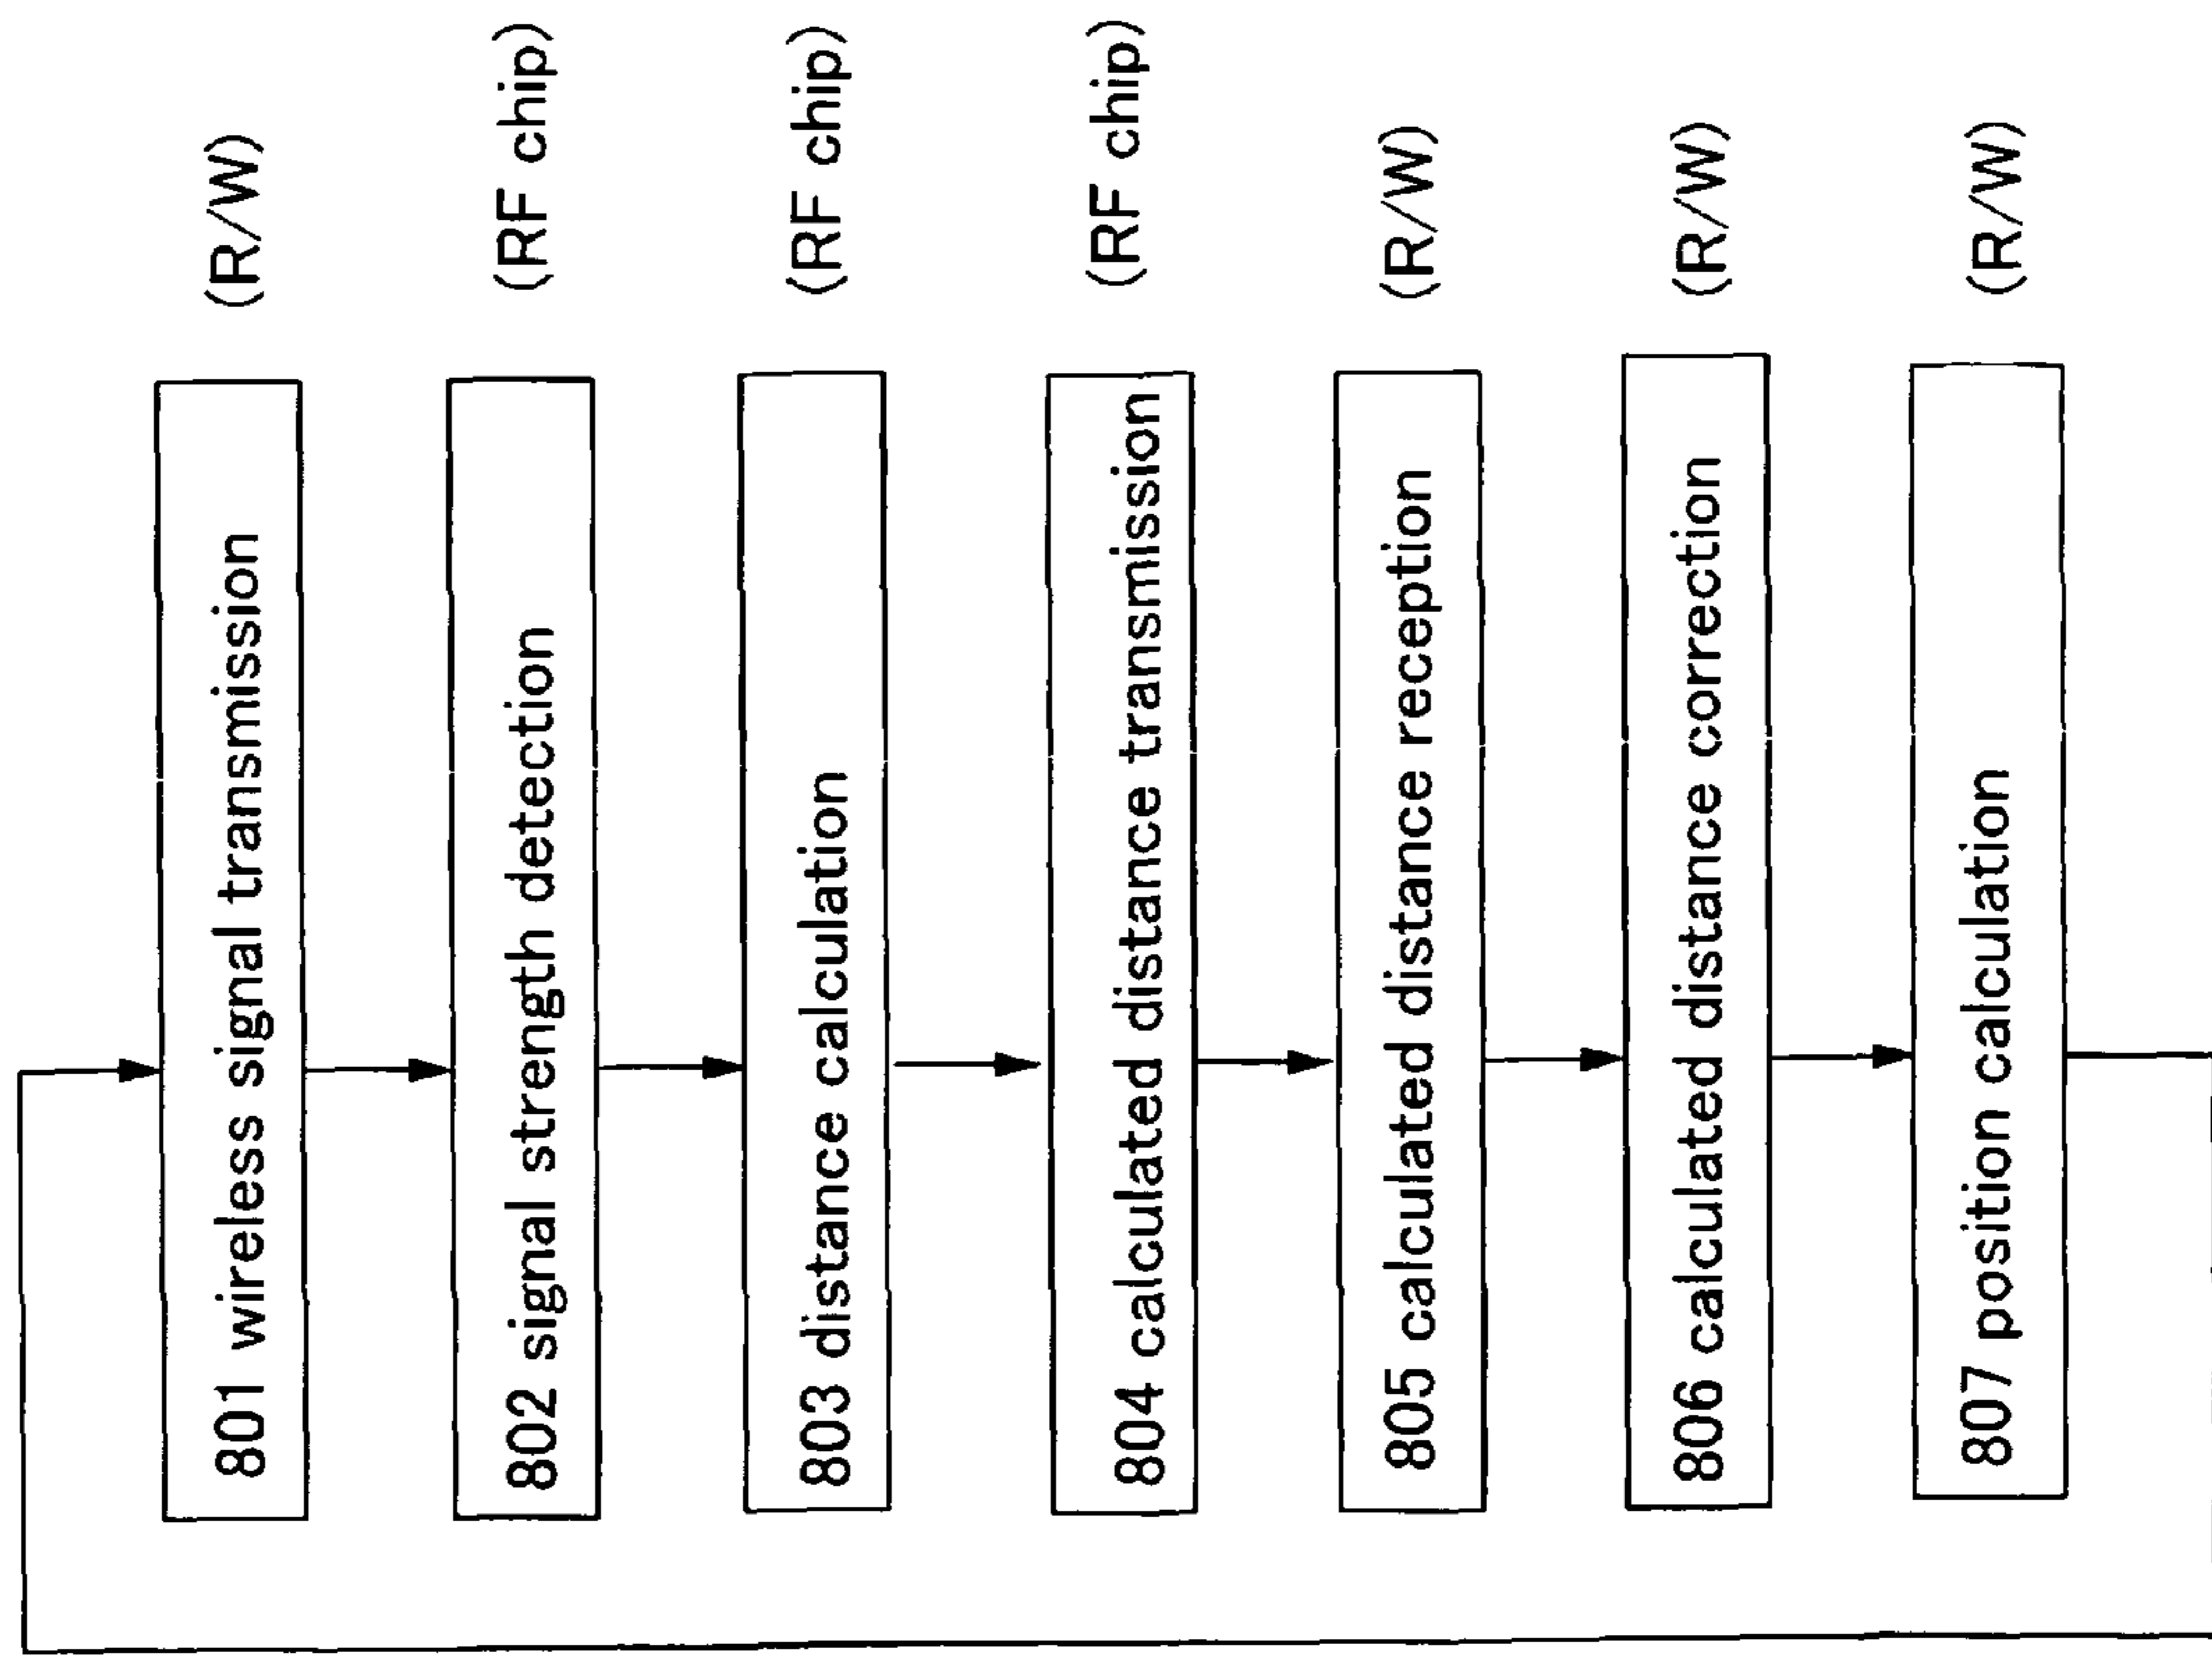 801 wireless signal transmission (R/W)
802 signal strength detection (RF chip)
803 distance calculation (RF chip)
804 calculated distance transmission (RF chip)
805 calculated distance reception (R/W)
806 calculated distance correction (R/W)
807 position calculation (R/W)